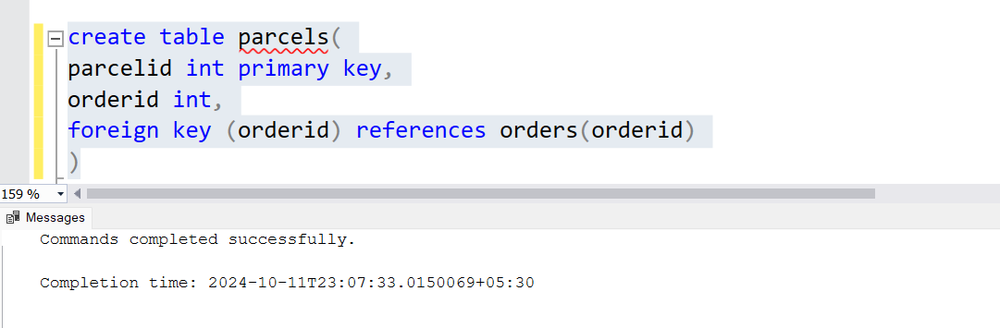 create table parcels(
parcelid int primary key,
orderid int,
foreign key (orderid) references orders(orderid)
)
159 %
Messages
Commands completed successfully.
Completion time: 2024-10-11T23:07:33.0150069+05:30